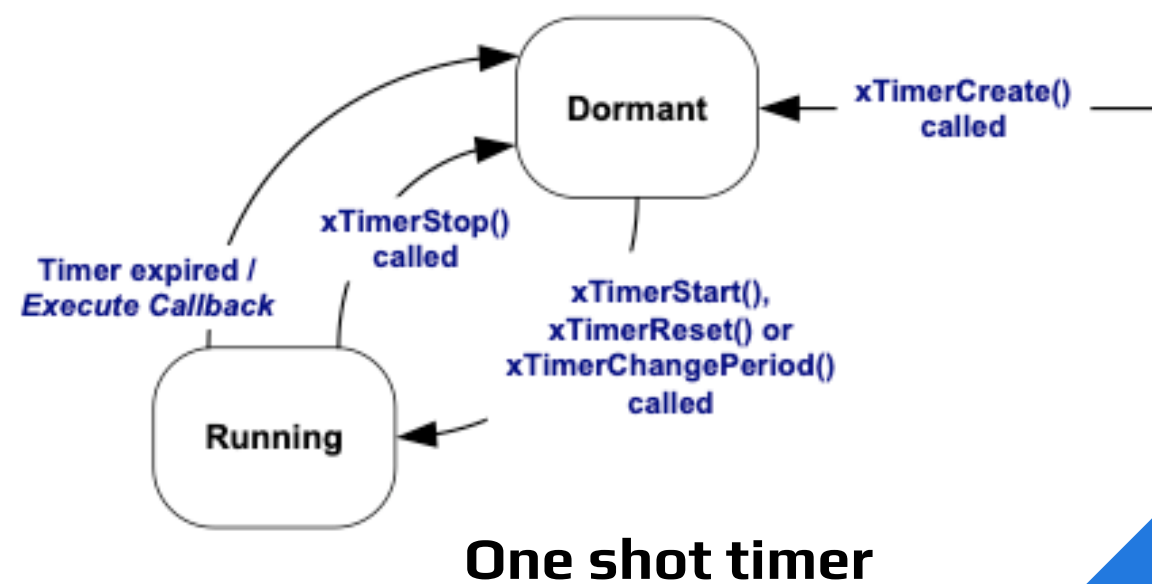 Dormant
xTimerCreate()
called
xTimerStop()
called
Timer expired /
Execute Callback
xTimerStart(),
xTimerReset() or
xTimerChangePeriod()
called
Running
One shot timer